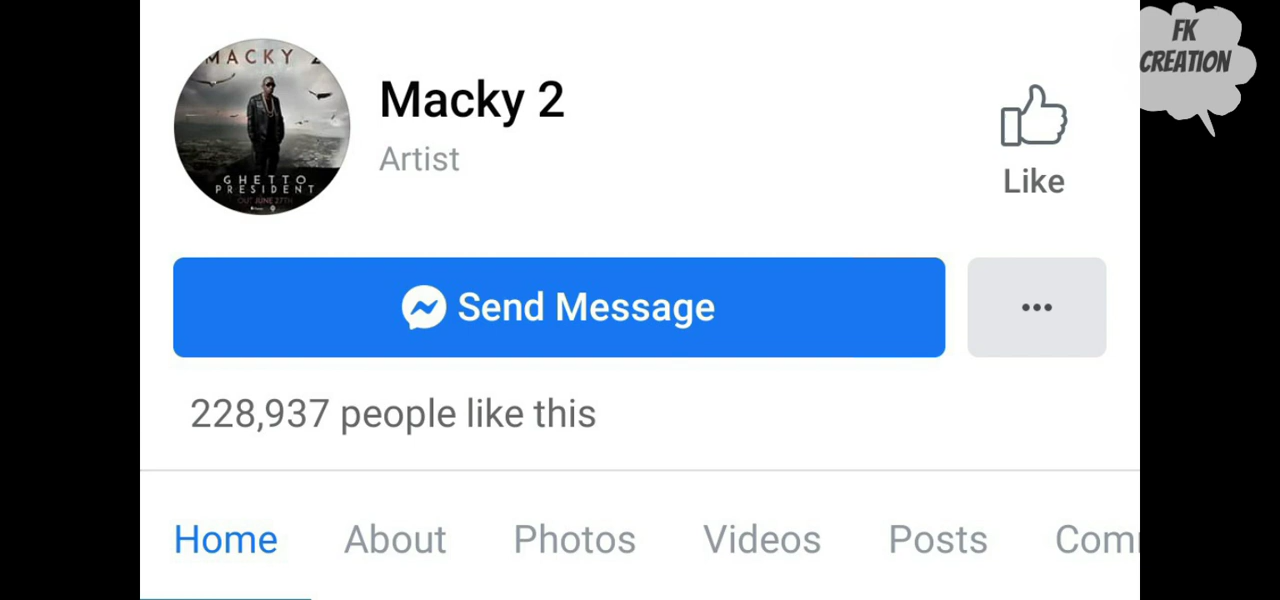 MACKY 2
GHETTO
PRESIDENT
OUT JUNE 27TH
Macky 2
Artist
Like
FK
CREATION
Send Message
228,937 people like this
Home About Photos Videos Posts Com